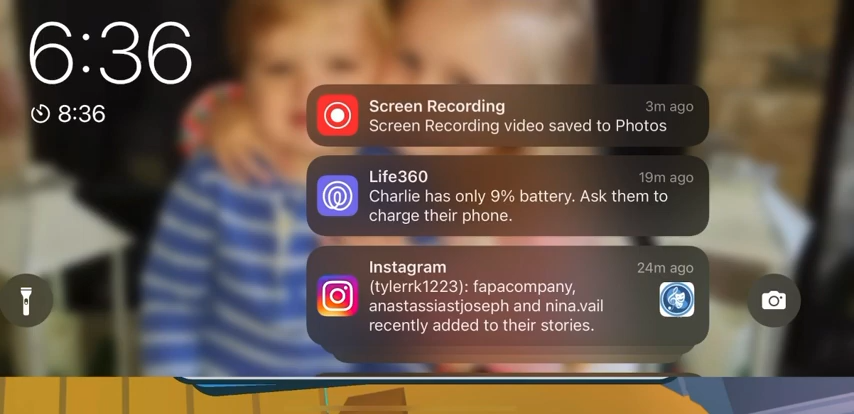 6:36
8:36
Screen Recording 3m ago
Screen Recording video saved to Photos
Life360 19m ago
Charlie has only 9% battery. Ask them to
charge their phone.
Instagram 24m ago
(tylerrk1223): fapacompany,
anastassiastjoseph and nina.vail
recently added to their stories.